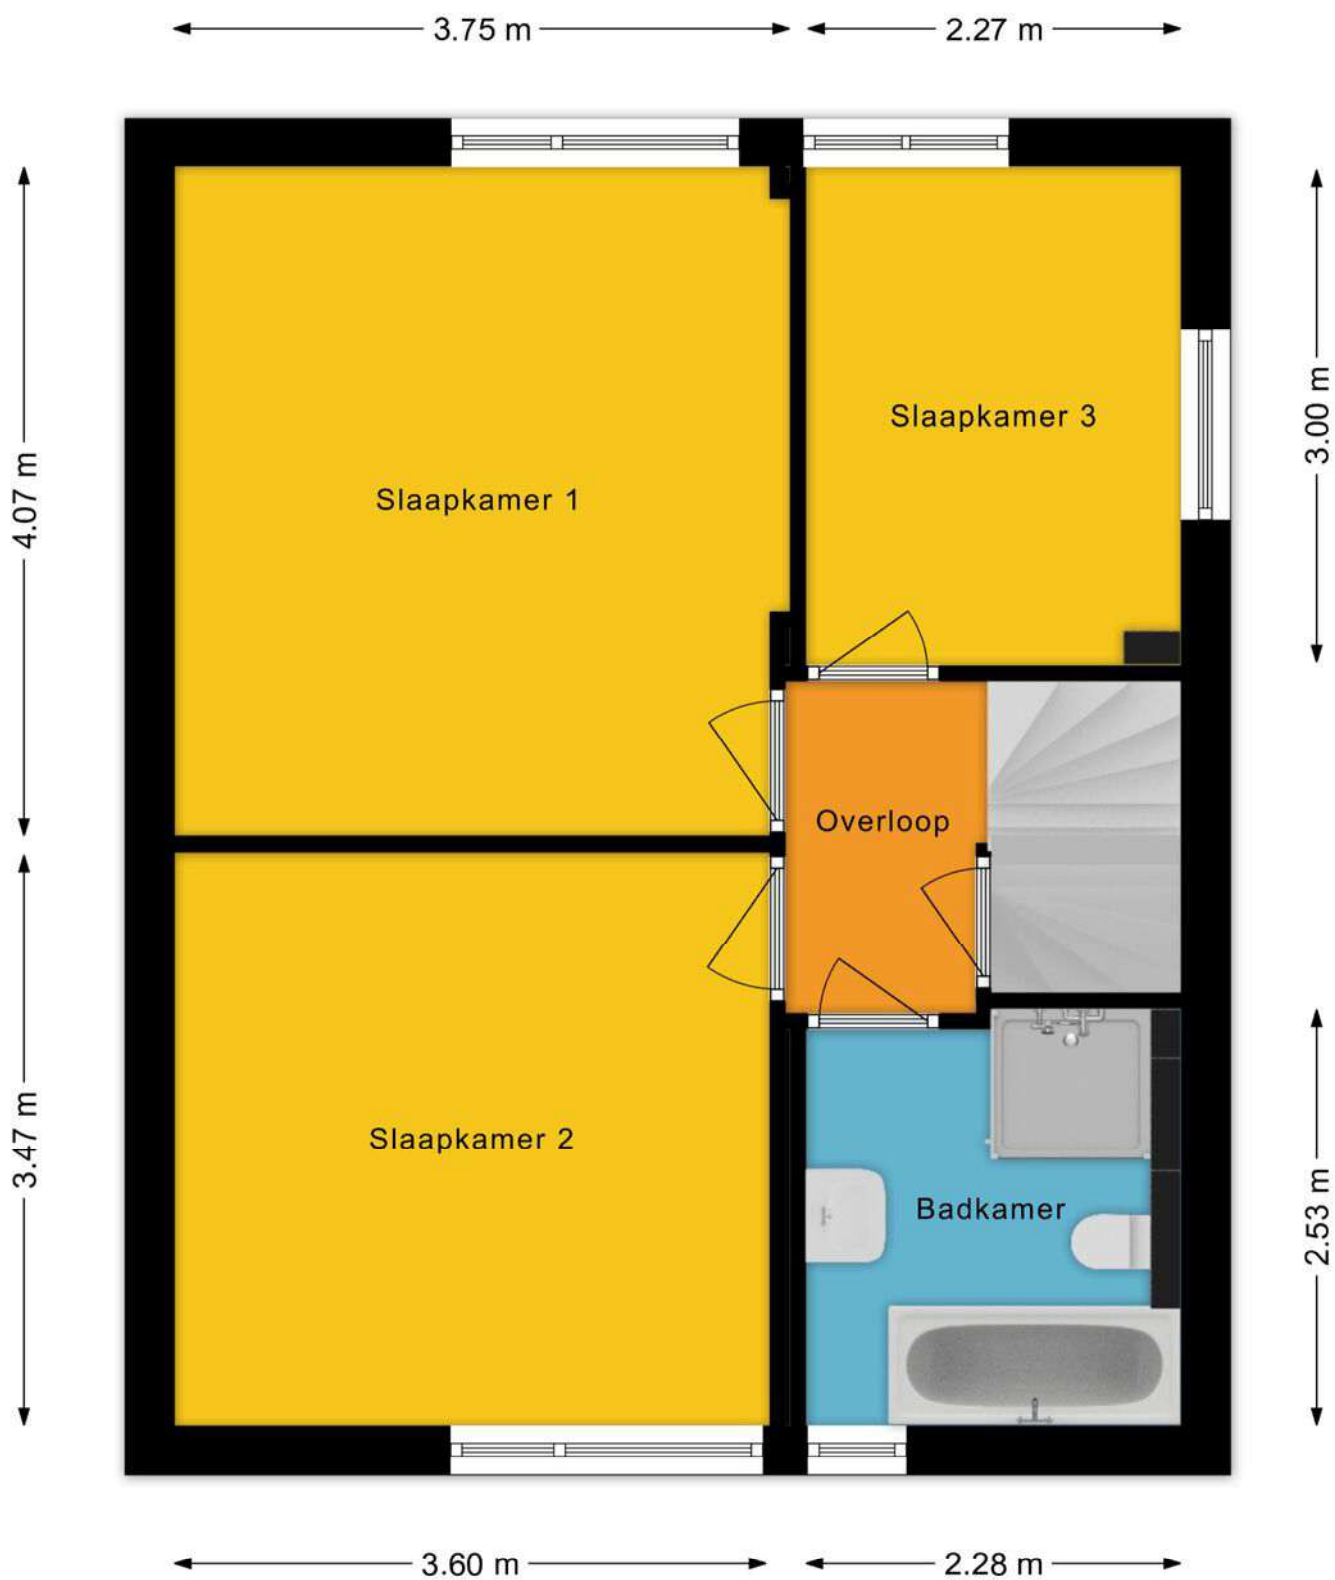 3.75 m
2.27 m
4.07 m
3.00 m
Slaapkamer 3
Slaapkamer 1
Overloop
3.47 m
Slaapkamer 2
Badkamer
2.53 m
3.60 m
2.28 m